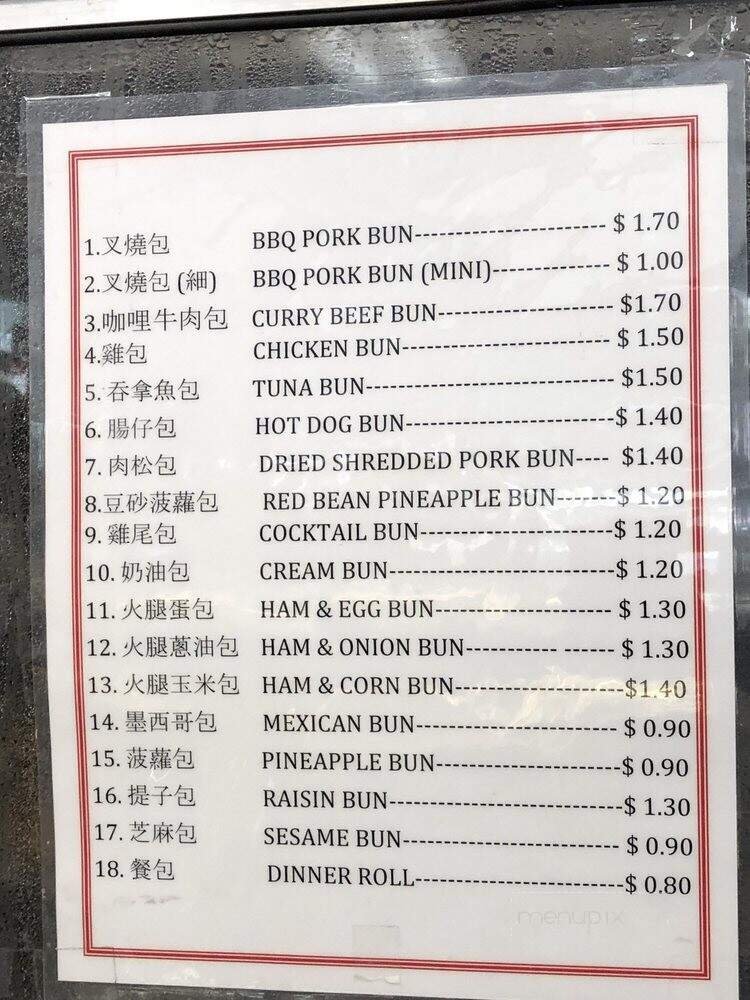 1.叉燒包 BBQ PORK BUN----------------------- $ 1.70
2.叉燒包 (細) BBQ PORK BUN (MINI)-------------- $ 1.00
3.咖哩牛肉包 CURRY BEEF BUN--------------------- $1.70
4.雞包 CHICKEN BUN------------------------- $ 1.50
5. 吞拿魚包 TUNA BUN------------------------------ $1.50
6. 腸仔包 HOT DOG BUN-------------------------$ 1.40
7. 肉松包 DRIED SHREDDED PORK BUN---- $1.40
8.豆砂菠蘿包 RED BEAN PINEAPPLE BUN-------$ 1.20
9. 雞尾包 COCKTAIL BUN-----------------------$ 1.20
10. 奶油包 CREAM BUN---------------------------$ 1.20
11. 火腿蛋包 HAM & EGG BUN--------------------- $ 1.30
12. 火腿蔥油包 HAM & ONION BUN----------- ------ $ 1.30
13. 火腿玉米包 HAM & CORN BUN--------------------$1.40
14. 墨西哥包 MEXICAN BUN------------------------ $ 0.90
15. 菠蘿包 PINEAPPLE BUN----------------------$ 0.90
16. 提子包 RAISIN BUN----------------------------$ 1.30
17. 芝麻包 SESAME BUN-------------------------- $ 0.90
18. 餐包 DINNER ROLL-------------------------$ 0.80
menupix